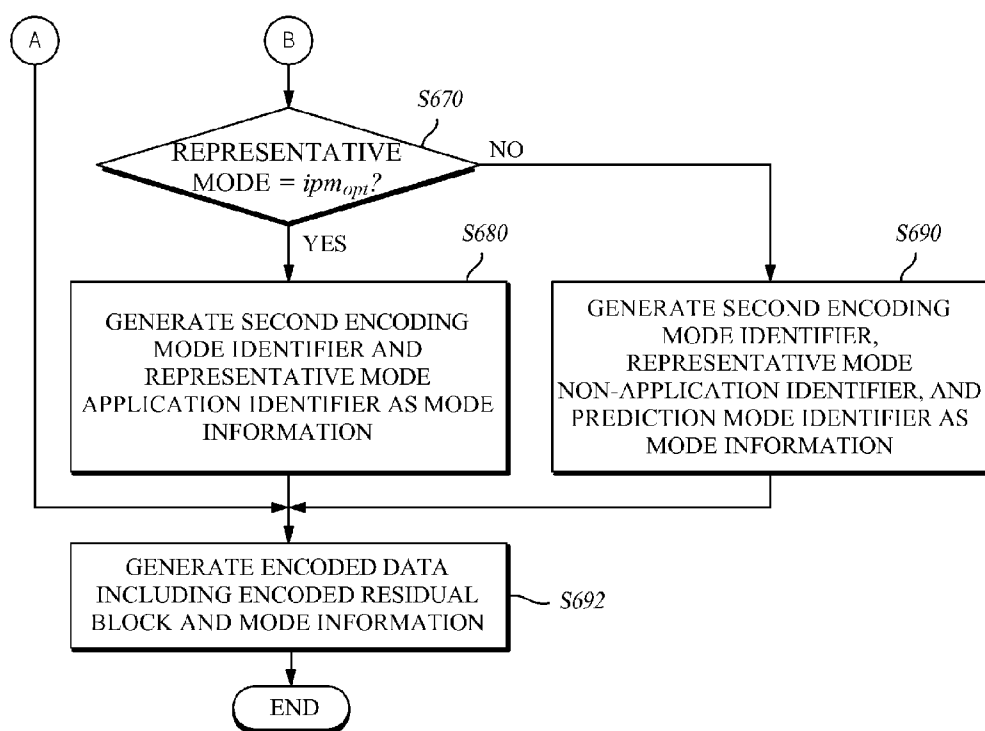 A
B
S670
REPRESENTATIVE
MODE = ipm_opt?
NO
YES
S680
S690
GENERATE SECOND ENCODING
MODE IDENTIFIER AND
REPRESENTATIVE MODE
APPLICATION IDENTIFIER AS MODE
INFORMATION
GENERATE SECOND ENCODING
MODE IDENTIFIER,
REPRESENTATIVE MODE
NON-APPLICATION IDENTIFIER, AND
PREDICTION MODE IDENTIFIER AS
MODE INFORMATION
GENERATE ENCODED DATA
INCLUDING ENCODED RESIDUAL
BLOCK AND MODE INFORMATION
S692
END